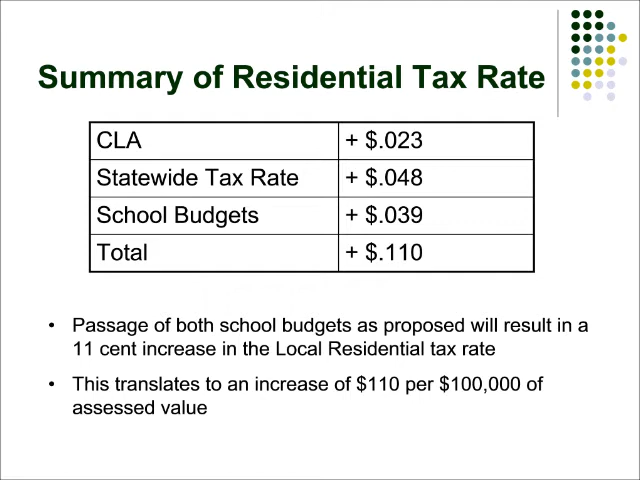 Summary of Residential Tax Rate
CLA + $.023
Statewide Tax Rate + $.048
School Budgets + $.039
Total + $.110
• Passage of both school budgets as proposed will result in a
11 cent increase in the Local Residential tax rate
• This translates to an increase of $110 per $100,000 of
assessed value